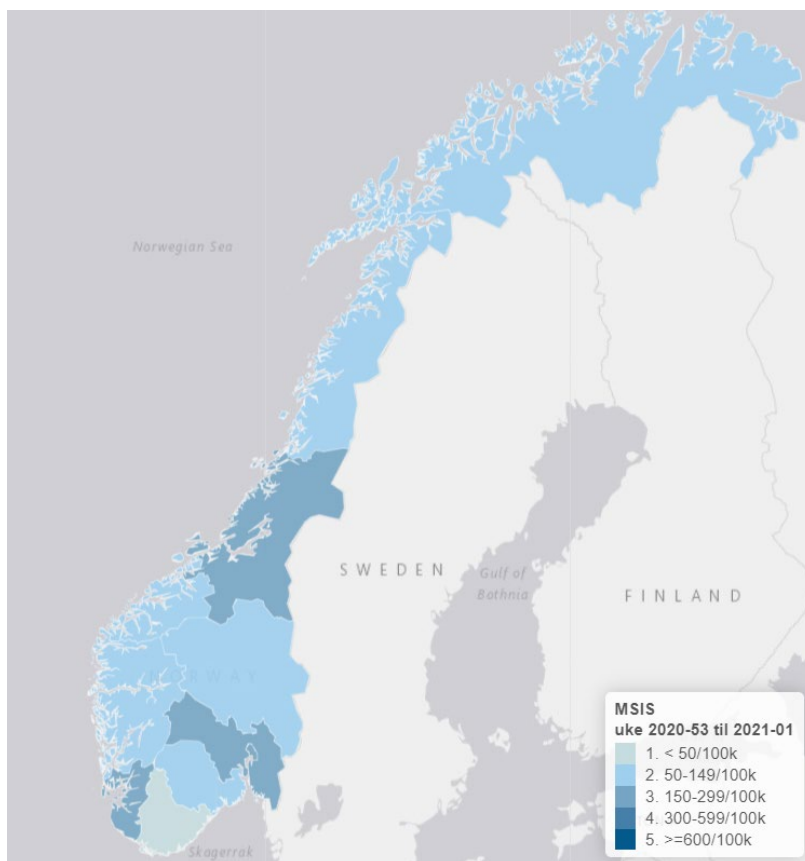 Norwegian Sea
SWEDEN
Gulf of
Bothnia
FINLAND
NORWAY
MSIS
uke 2020-53 til 2021-01
1. < 50/100k
2. 50-149/100k
3. 150-299/100k
4. 300-599/100k
5. >=600/100k
Skagerrak